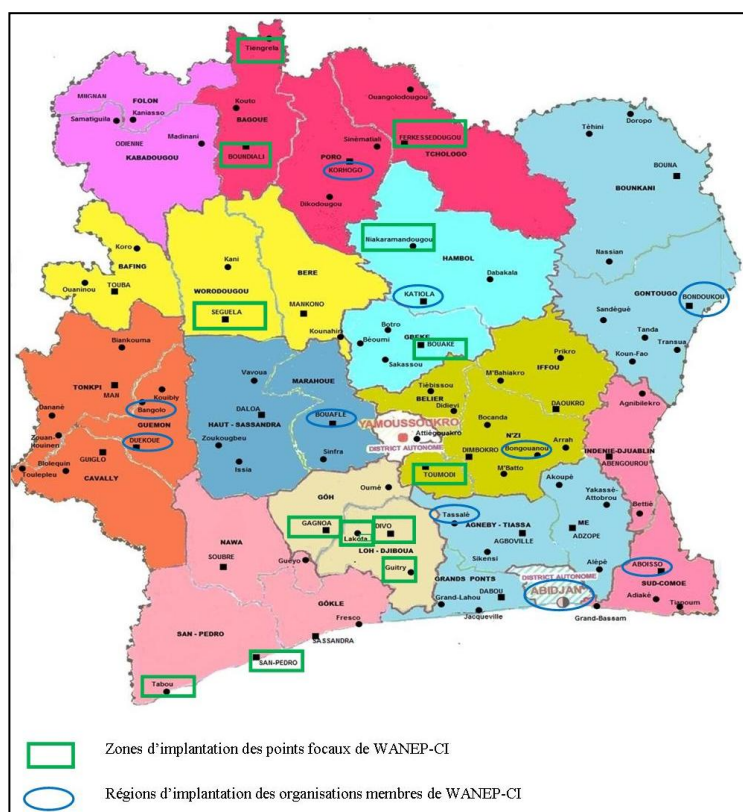 Tiéngrela
MINIGNAN
FOLON
Kaniasso
Samatiguila
Madinani
ODIENNE
KABADOUGOU
Kouto
BAGOUE
BOUNDIALI
Ouangolodougou
FERKESSEDOUGOU
TCHOLOGO
Sinématiali
PORO
KORHOGO
Dikodougou
Doropo
Téhini
BOUNA
BOUNKANI
Nassian
GONTOUGO
BONDOUKOU
Sandégué
Tanda
Transua
Koun-Fao
Niakaramandougou
HAMBOL
Dabakala
KATIOLA
Koro
BAFING
Ouaninou
TOUBA
Kani
WORODOUGOU
BERE
SEGUELA
MANKONO
Kounahiri
Botro
GBEKE
Béoumi
BOUAKE
Sakassou
Biankouma
TONKPI
MAN
Kouibly
Bangolo
Danané
GUEMON
Zouan-
Houinen
DUEKOUE
Blolequin
GUIGLO
Toulepleu
CAVALLY
Vavoua
MARAHOUE
DALOA
BOUAFLE
HAUT - SASSANDRA
Zoukougbeu
Sinfra
Issia
Prikro
IFFOU
M'Bahiakro
Tiébissou
BELIER
Didiévi
DAOUKRO
Bocanda
YAMOUSSOUKRO
Attiégouakro
DISTRICT AUTONOME
N'ZI
Arrah
DIMBOKRO
Bongouanou
M'Batto
TOUMODI
Agnibilekro
INDENIE-DJUABLIN
ABENGOUROU
Akoupé
Yakassé-
Attobrou
Bettié
GÔH
Oumé
GAGNOA
Lakota
DIVO
LOH - DJIBOUA
Guitry
Tassalé
AGNEBY - TIASSA
ME
ADZOPE
AGBOVILLE
Sikensi
Alépé
ABOISSO
SUD-COMOE
GRANDS PONTS
DISTRICT AUTONOME
DABOU
ABIDJAN
Adiaké
Tiapoum
Grand-Lahou
Jacqueville
Grand-Bassam
NAWA
SOUBRE
Guéyo
GÔKLE
Fresco
SASSANDRA
SAN - PEDRO
SAN-PEDRO
Tabou
Zones d'implantation des points focaux de WANEP-CI
Régions d'implantation des organisations membres de WANEP-CI